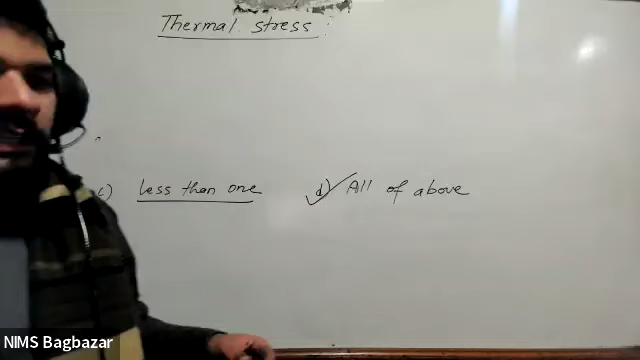 Thermal stress :
c) less than one d) All of above
NIMS Bagbazar